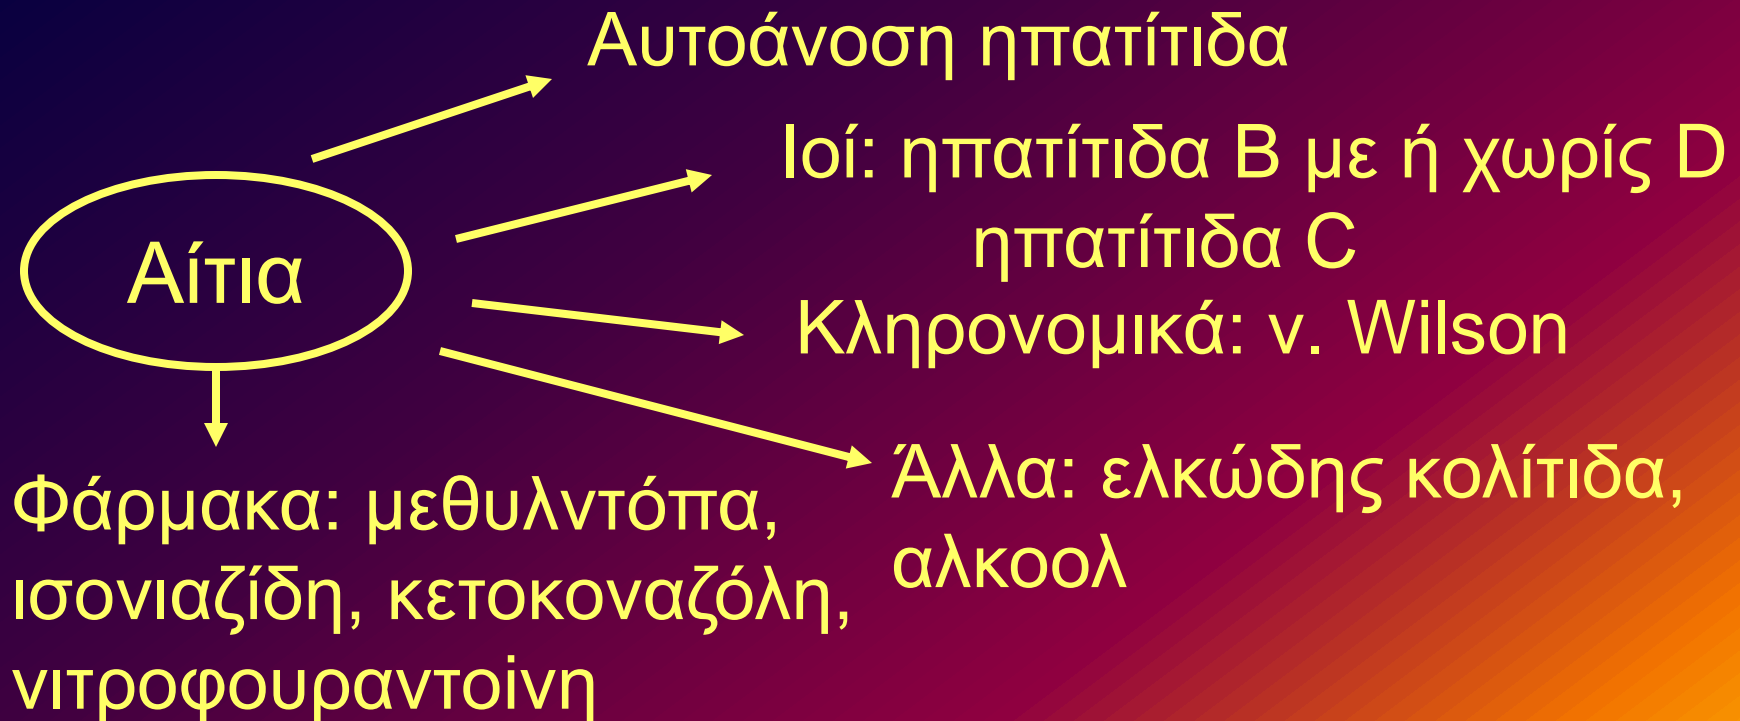 Αυτοάνοση ηπατίτιδα
Ιοί: ηπατίτιδα Β με ή χωρίς D
ηπατίτιδα C
Αίτια
Κληρονομικά: ν. Wilson
Άλλα: ελκώδης κολίτιδα,
αλκοολ
Φάρμακα: μεθυλντόπα,
ισονιαζίδη, κετοκοναζόλη,
νιτροφουραντοίνη